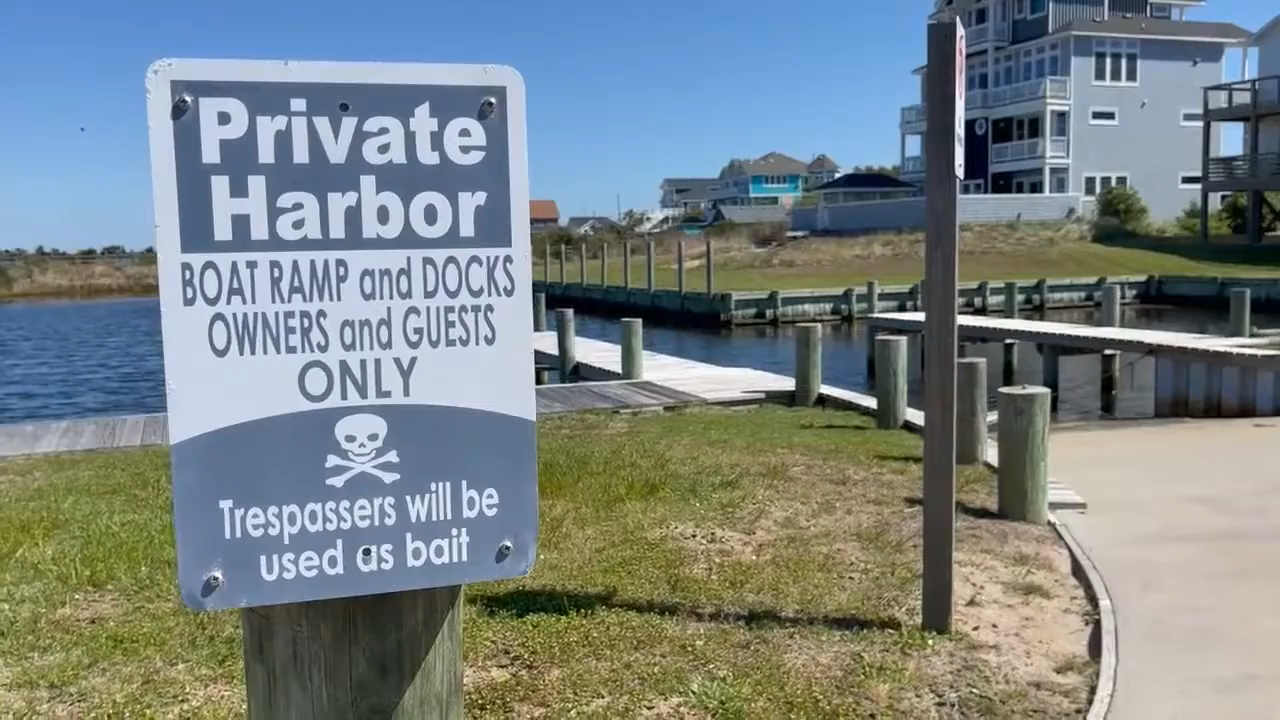 Private
Harbor
BOAT RAMP and DOCKS
OWNERS and GUESTS
ONLY
Trespassers will be
used as bait